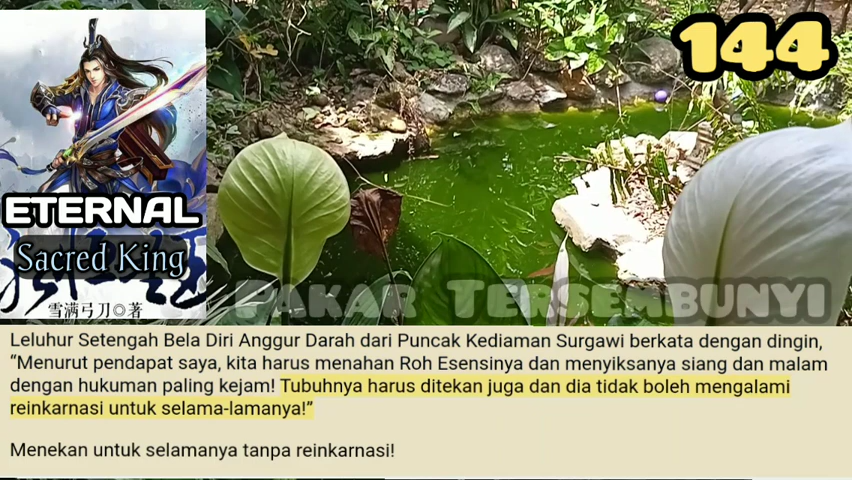 144
ETERNAL
Sacred King
雪满弓刀◎著
Pakar Tersembunyi
Leluhur Setengah Bela Diri Anggur Darah dari Puncak Kediaman Surgawi berkata dengan dingin,
“Menurut pendapat saya, kita harus menahan Roh Esensinya dan menyiksanya siang dan malam
dengan hukuman paling kejam! Tubuhnya harus ditekan juga dan dia tidak boleh mengalami
reinkarnasi untuk selama-lamanya!”
Menekan untuk selamanya tanpa reinkarnasi!